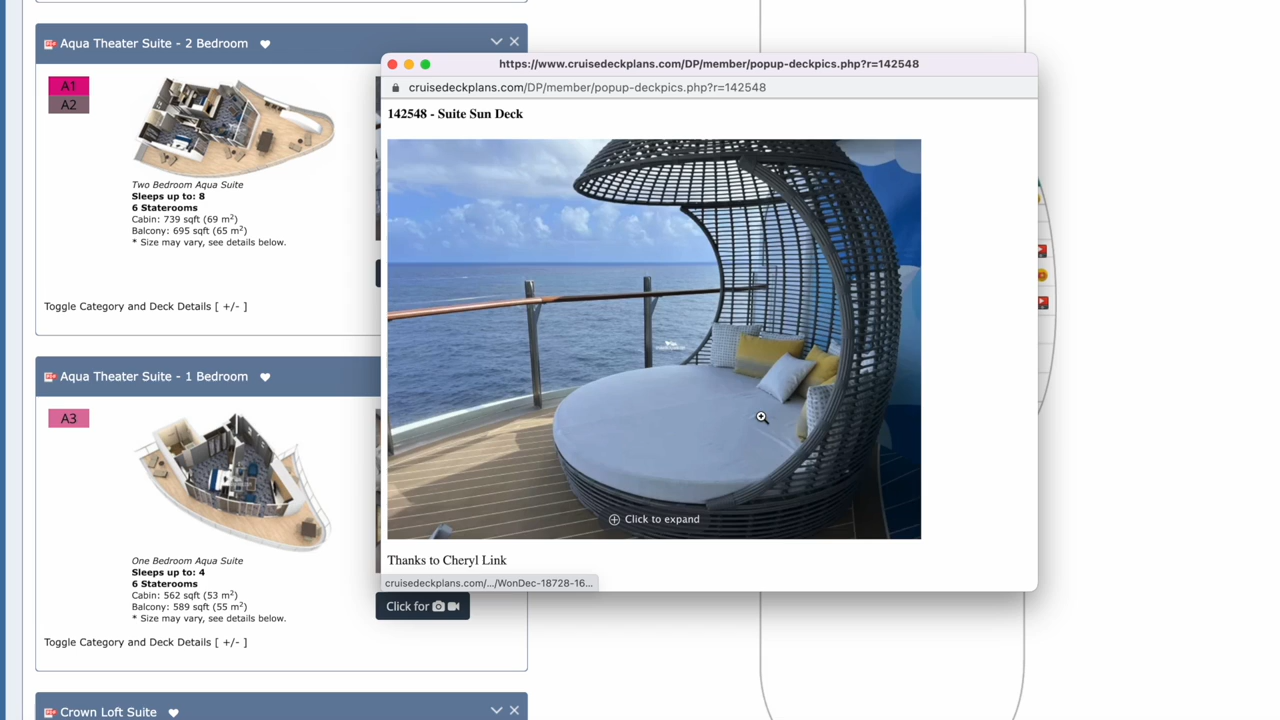 Aqua Theater Suite - 2 Bedroom
A1
A2
Two Bedroom Aqua Suite
Sleeps up to: 8
6 Staterooms
Cabin: 739 sqft (69 m²)
Balcony: 695 sqft (65 m²)
* Size may vary, see details below.
Toggle Category and Deck Details [ +/- ]
Aqua Theater Suite - 1 Bedroom
A3
One Bedroom Aqua Suite
Sleeps up to: 4
6 Staterooms
Cabin: 562 sqft (53 m²)
Balcony: 589 sqft (55 m²)
* Size may vary, see details below.
Click for
Toggle Category and Deck Details [ +/- ]
Crown Loft Suite
https://www.cruisedeckplans.com/DP/member/popup-deckpics.php?r=142548
cruisedeckplans.com/DP/member/popup-deckpics.php?r=142548
142548 - Suite Sun Deck
Click to expand
Thanks to Cheryl Link
cruisedeckplans.com/.../WonDec-18728-16...